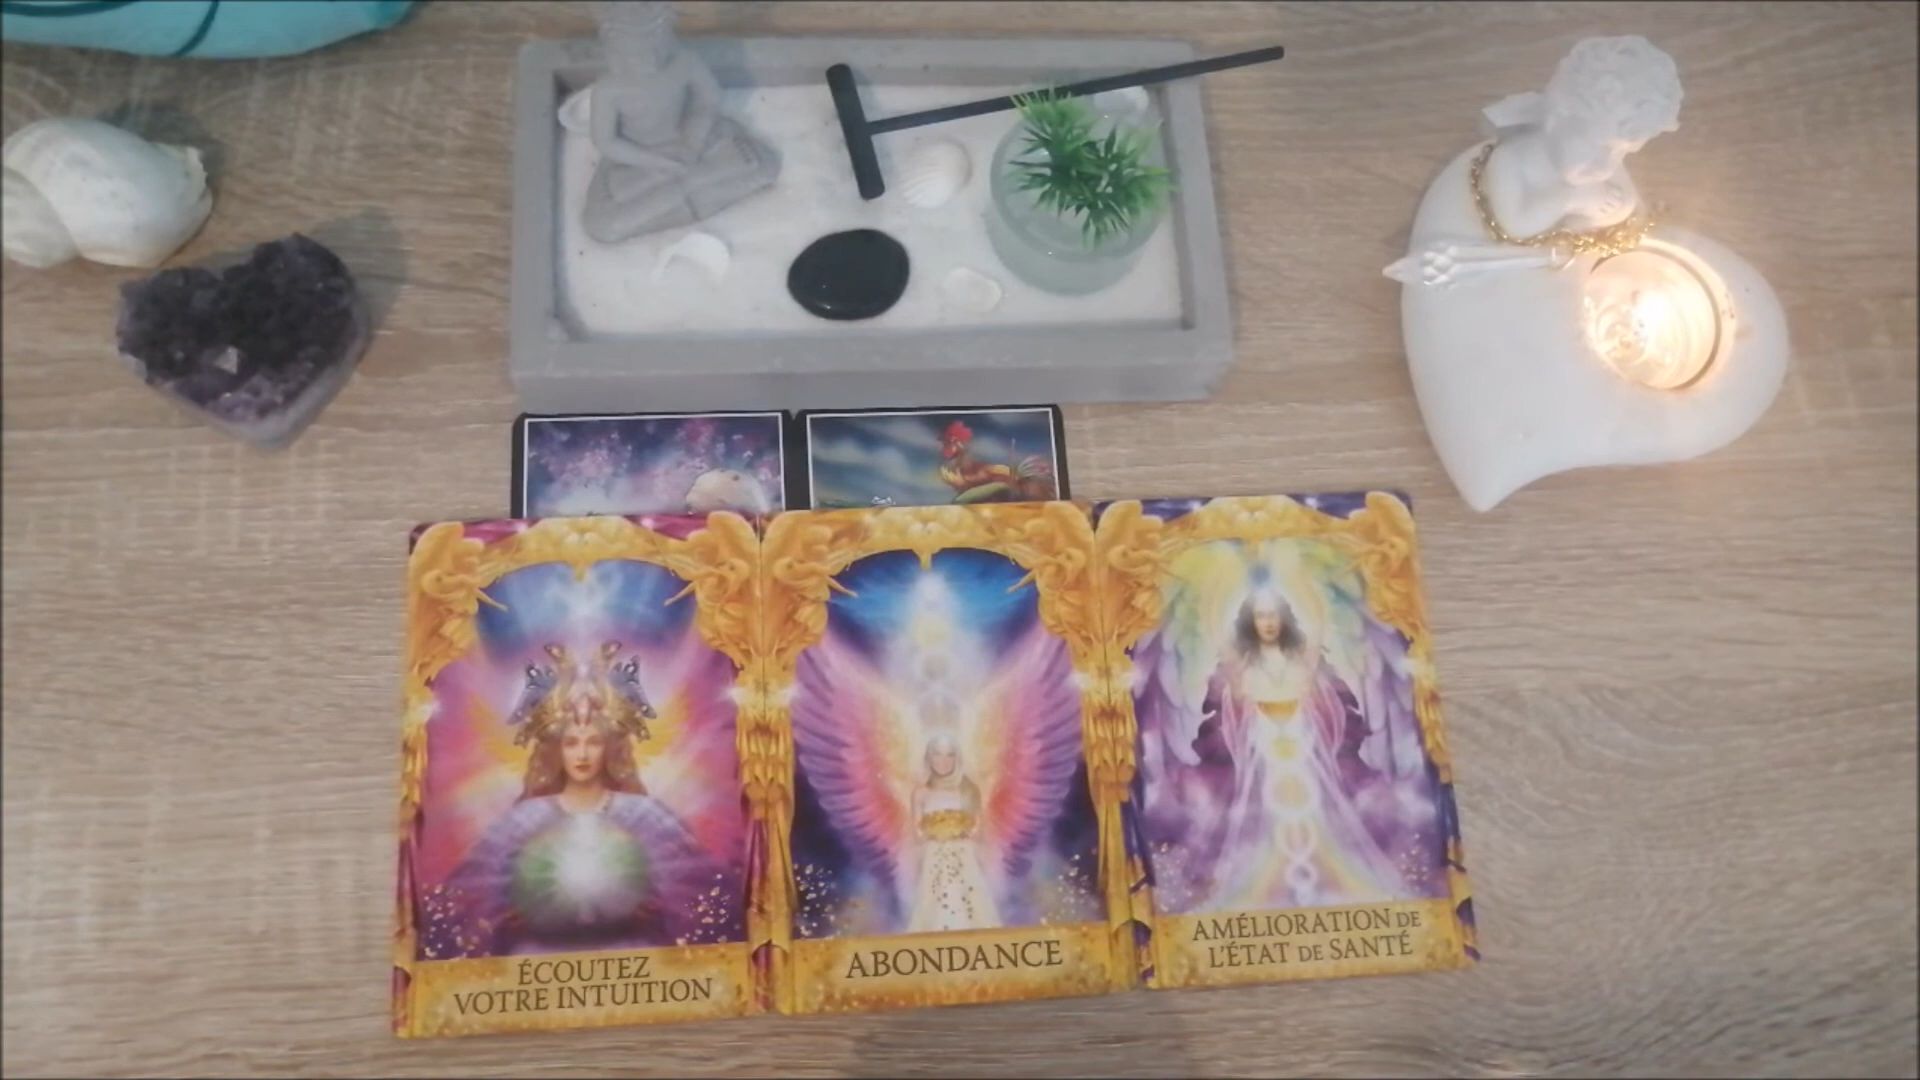 ÉCOUTEZ
VOTRE INTUITION
ABONDANCE
AMÉLIORATION DE
L'ÉTAT DE SANTÉ